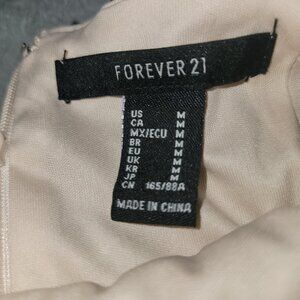 FOREVER 21
US M
CA M
MX/ECU M
BR M
EU M
UK M
KR M
JP M
CN 165/88A
MADE IN CHINA